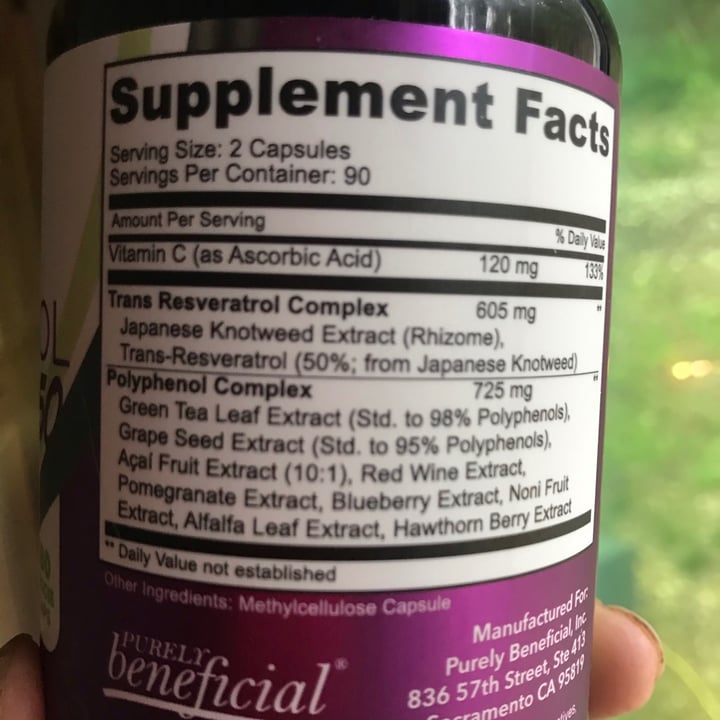 Supplement Facts
Serving Size: 2 Capsules
Servings Per Container: 90
Amount Per Serving
% Daily Value
Vitamin C (as Ascorbic Acid) 120 mg 133%
Trans Resveratrol Complex 605 mg **
Japanese Knotweed Extract (Rhizome),
Trans-Resveratrol (50%; from Japanese Knotweed)
Polyphenol Complex 725 mg **
Green Tea Leaf Extract (Std. to 98% Polyphenols),
Grape Seed Extract (Std. to 95% Polyphenols),
Açaí Fruit Extract (10:1), Red Wine Extract,
Pomegranate Extract, Blueberry Extract, Noni Fruit
Extract, Alfalfa Leaf Extract, Hawthorn Berry Extract
** Daily Value not established
Other Ingredients: Methylcellulose Capsule
PURELY
beneficial®
Manufactured For:
Purely Beneficial, Inc.
836 57th Street, Ste 413
Sacramento CA 95819
OL